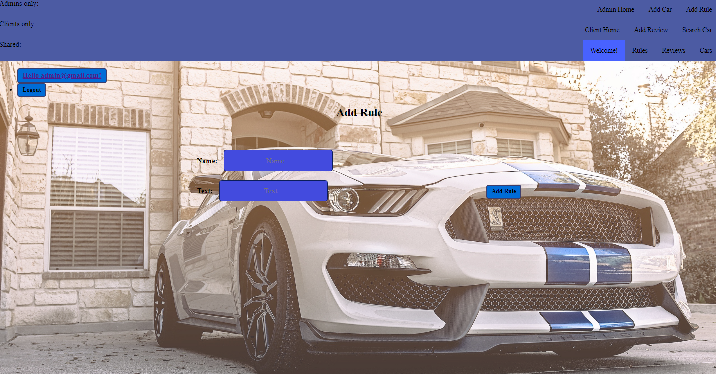 Admins only:
Admin Home Add Car Add Rule
Clients only
Client Home Add Review Search Car
Shared:
Welcome! Rules Reviews Cars
Hello admin@gmail.com!
Logout
Add Rule
Name: Name
Text: Text
Add Rule